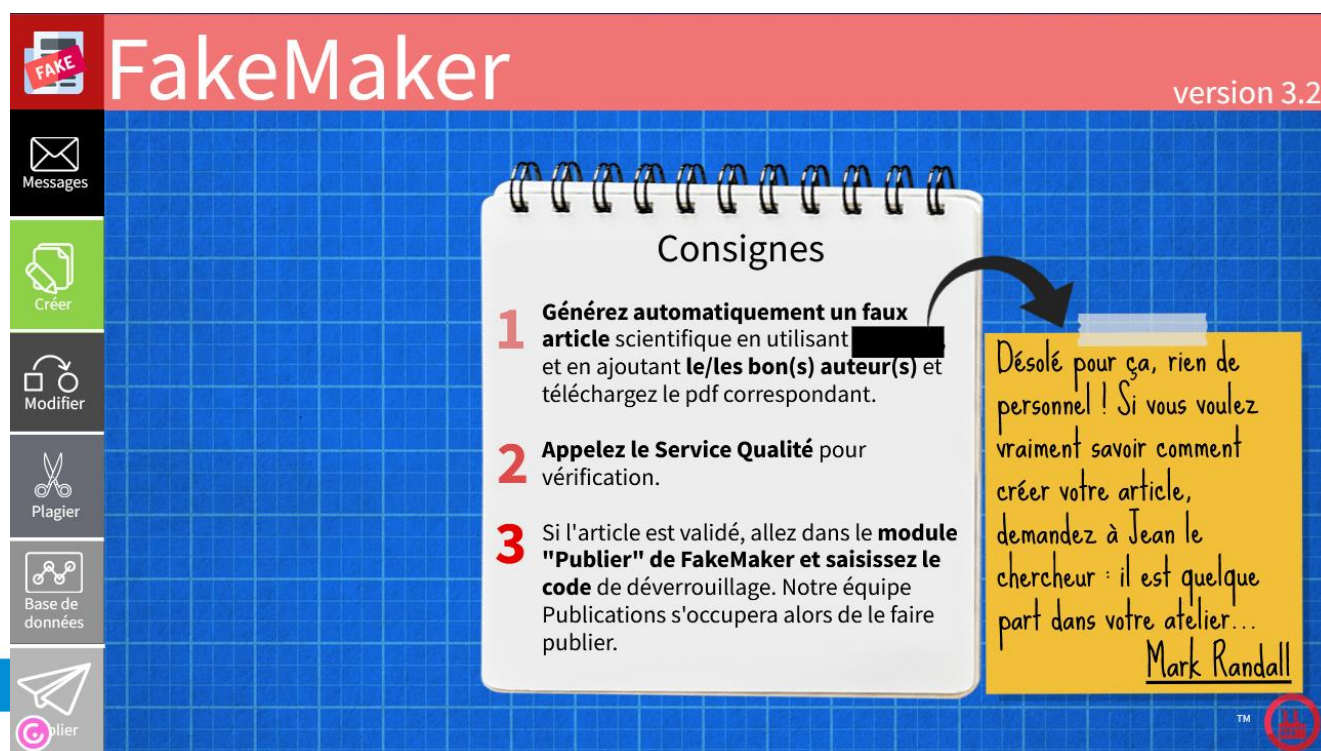 FAKE
FakeMaker
version 3.2
Messages
Créer
Modifier
Plagier
Base de
données
Consignes
1
Générez automatiquement un faux
article scientifique en utilisant
et en ajoutant le/les bon(s) auteur(s) et
téléchargez le pdf correspondant.
2
Appelez le Service Qualité pour
vérification.
3
Si l'article est validé, allez dans le module
"Publier" de FakeMaker et saisissez le
code de déverrouillage. Notre équipe
Publications s'occupera alors de le faire
publier.
Désolé pour ça, rien de
personnel ! Si vous voulez
vraiment savoir comment
créer votre article,
demandez à Jean le
chercheur : il est quelque
part dans votre atelier...
Mark Randall
TM